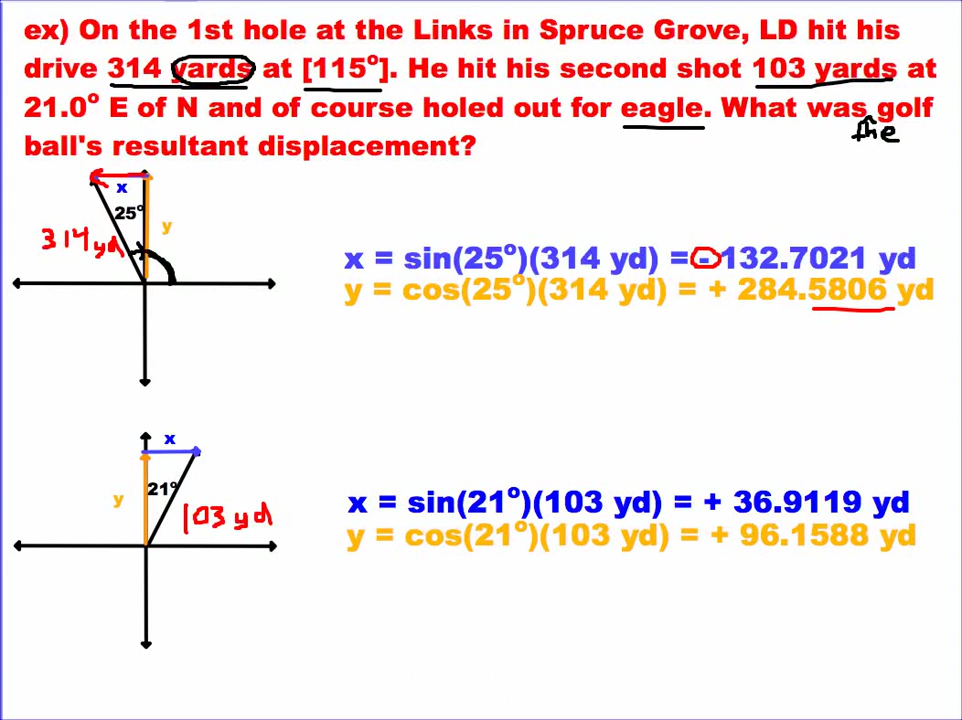 ex) On the 1st hole at the Links in Spruce Grove, LD hit his
drive 314 yards at [115°]. He hit his second shot 103 yards at
21.0° E of N and of course holed out for eagle. What was golf
the
ball's resultant displacement?
x
25°
y
314 yd
x = sin(25°)(314 yd) = - 132.7021 yd
y = cos(25°)(314 yd) = + 284.5806 yd
x
21°
y
103 yd
x = sin(21°)(103 yd) = + 36.9119 yd
y = cos(21°)(103 yd) = + 96.1588 yd